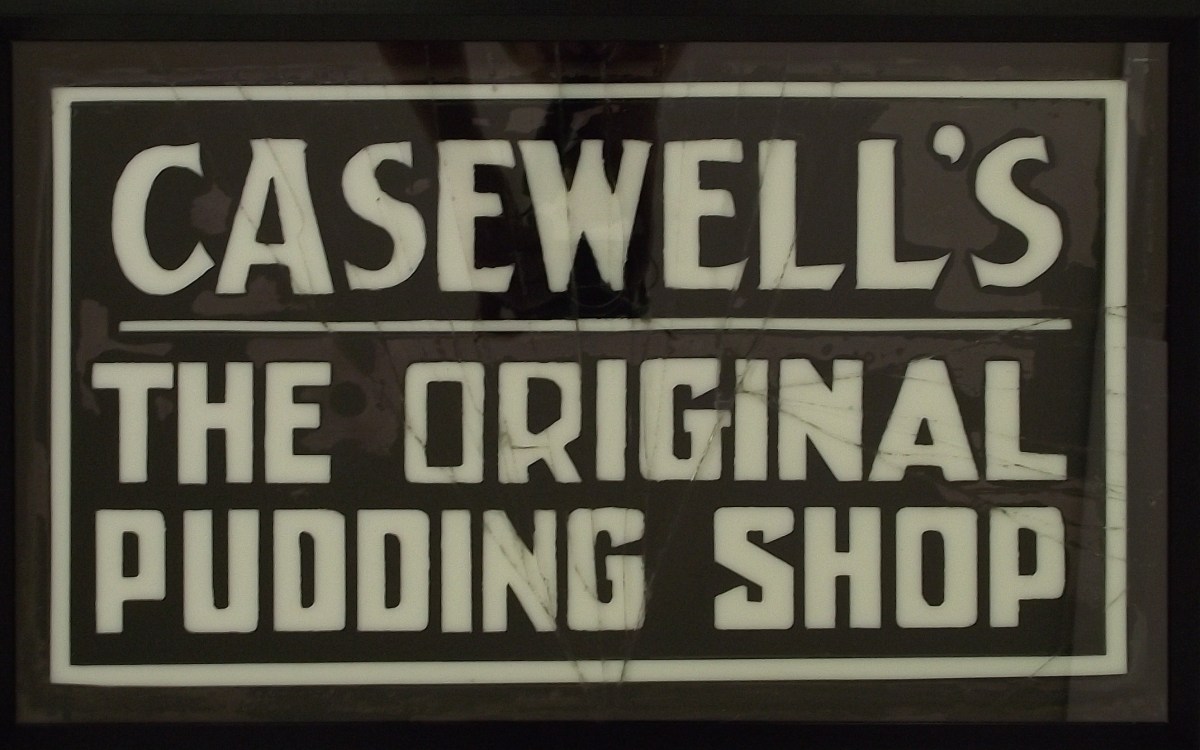 CASEWELL'S
THE ORIGINAL
PUDDING SHOP